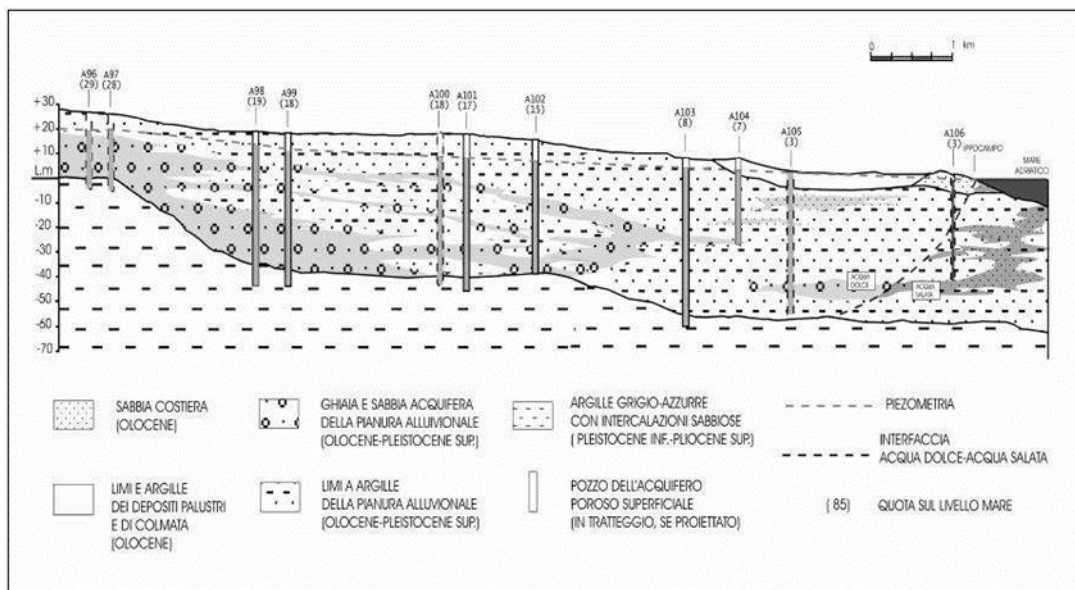 0 1 km
A96 (29)
A97 (28)
A98 (19)
A99 (18)
A100 (18)
A101 (17)
A102 (15)
A103 (8)
A104 (7)
A105 (3)
A106 (3)
IPPOCAMPO
MARE
ADRIATICO
+30
+20
+10
L.m
-10
-20
-30
-40
-50
-60
-70
ACQUA
DOLCE
ACQUA
SALATA
SABBIA COSTIERA
(OLOCENE)
GHIAIA E SABBIA ACQUIFERA
DELLA PIANURA ALLUVIONALE
(OLOCENE-PLEISTOCENE SUP.)
ARGILLE GRIGIO-AZZURRE
CON INTERCALAZIONI SABBIOSE
( PLEISTOCENE INF.-PLIOCENE SUP.)
PIEZOMETRIA
INTERFACCIA
ACQUA DOLCE-ACQUA SALATA
LIMI E ARGILLE
DEI DEPOSITI PALUSTRI
E DI COLMATA
(OLOCENE)
LIMI A ARGILLE
DELLA PIANURA ALLUVIONALE
(OLOCENE-PLEISTOCENE SUP.)
POZZO DELL'ACQUIFERO
POROSO SUPERFICIALE
(IN TRATTEGGIO, SE PROIETTATO)
( 85) QUOTA SUL LIVELLO MARE